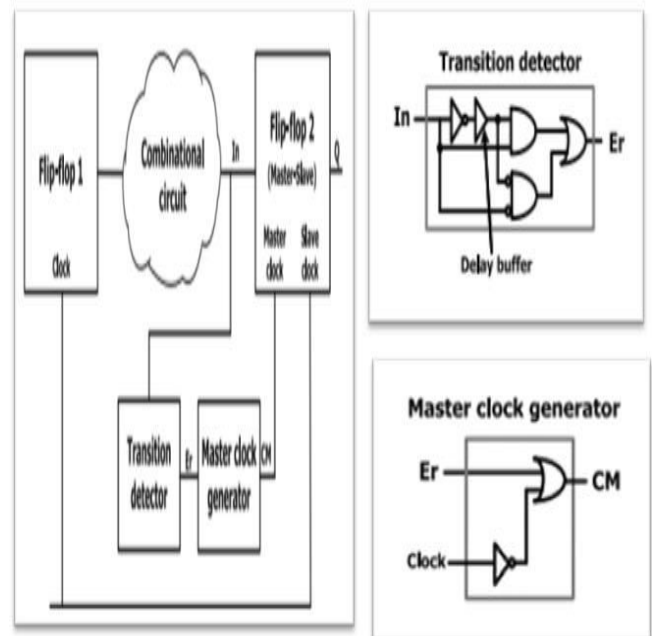 Flip-flop 1
Clock
Combinational
circuit
In
Flip-flop 2
(Master-Slave)
Master
clock
Slave
clock
Q
Transition
detector
Er
Master clock
generator
CM
Transition detector
In
Er
Delay buffer
Master clock generator
Er
CM
Clock